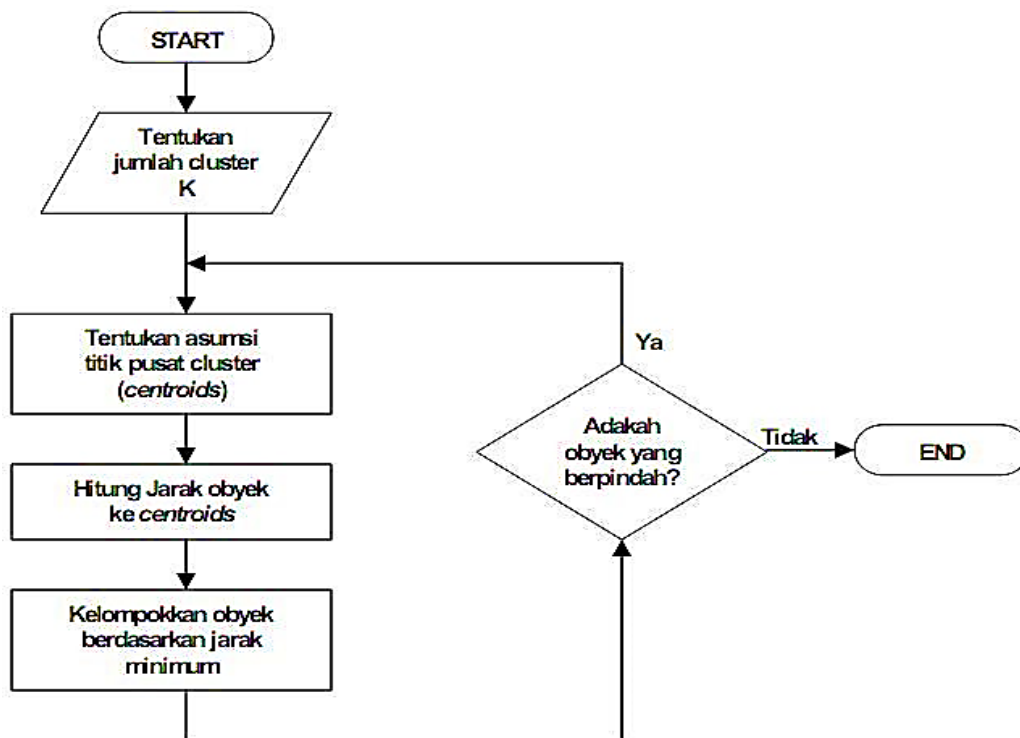 START
Tentukan
jumlah cluster
K
Tentukan asumsi
titik pusat cluster
(centroids)
Hitung Jarak obyek
ke centroids
Kelompokkan obyek
berdasarkan jarak
minimum
Ya
Adakah
obyek yang
berpindah?
Tidak
END